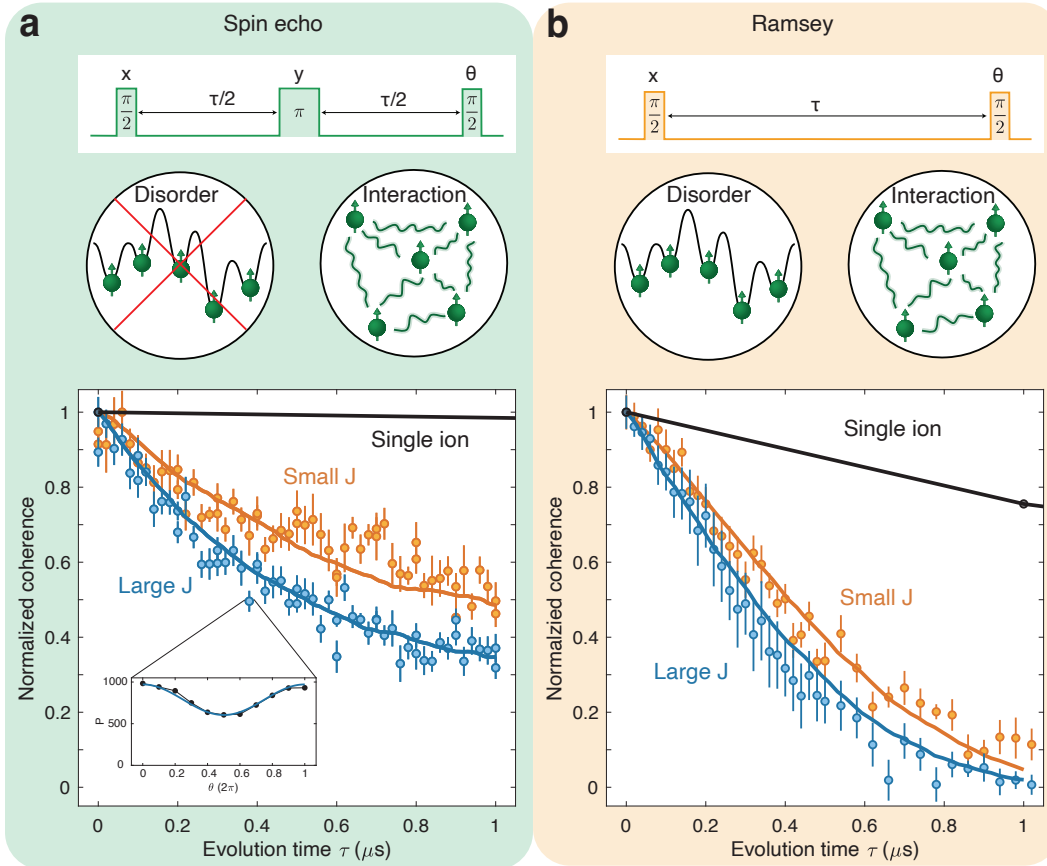 a
Spin echo
x
y
θ
π/2
τ/2
π
τ/2
π/2
Disorder
Interaction
Normalized coherence
1
0.8
0.6
0.4
0.2
0
Single ion
Small J
Large J
P
1000
500
0
0
0.2
0.4
0.6
0.8
1
θ (2π)
0
0.2
0.4
0.6
0.8
1
Evolution time τ (μs)
b
Ramsey
x
θ
π/2
τ
π/2
Disorder
Interaction
Normalzied coherence
1
0.8
0.6
0.4
0.2
0
Single ion
Small J
Large J
0
0.2
0.4
0.6
0.8
1
Evolution time τ (μs)